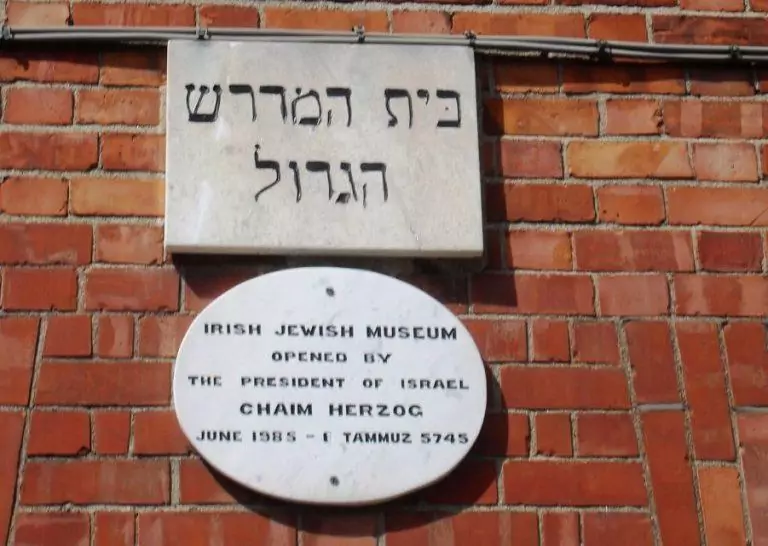 בית המדרש
הגדול
IRISH JEWISH MUSEUM
OPENED BY
THE PRESIDENT OF ISRAEL
CHAIM HERZOG
JUNE 1985 - 1 TAMMUZ 5745